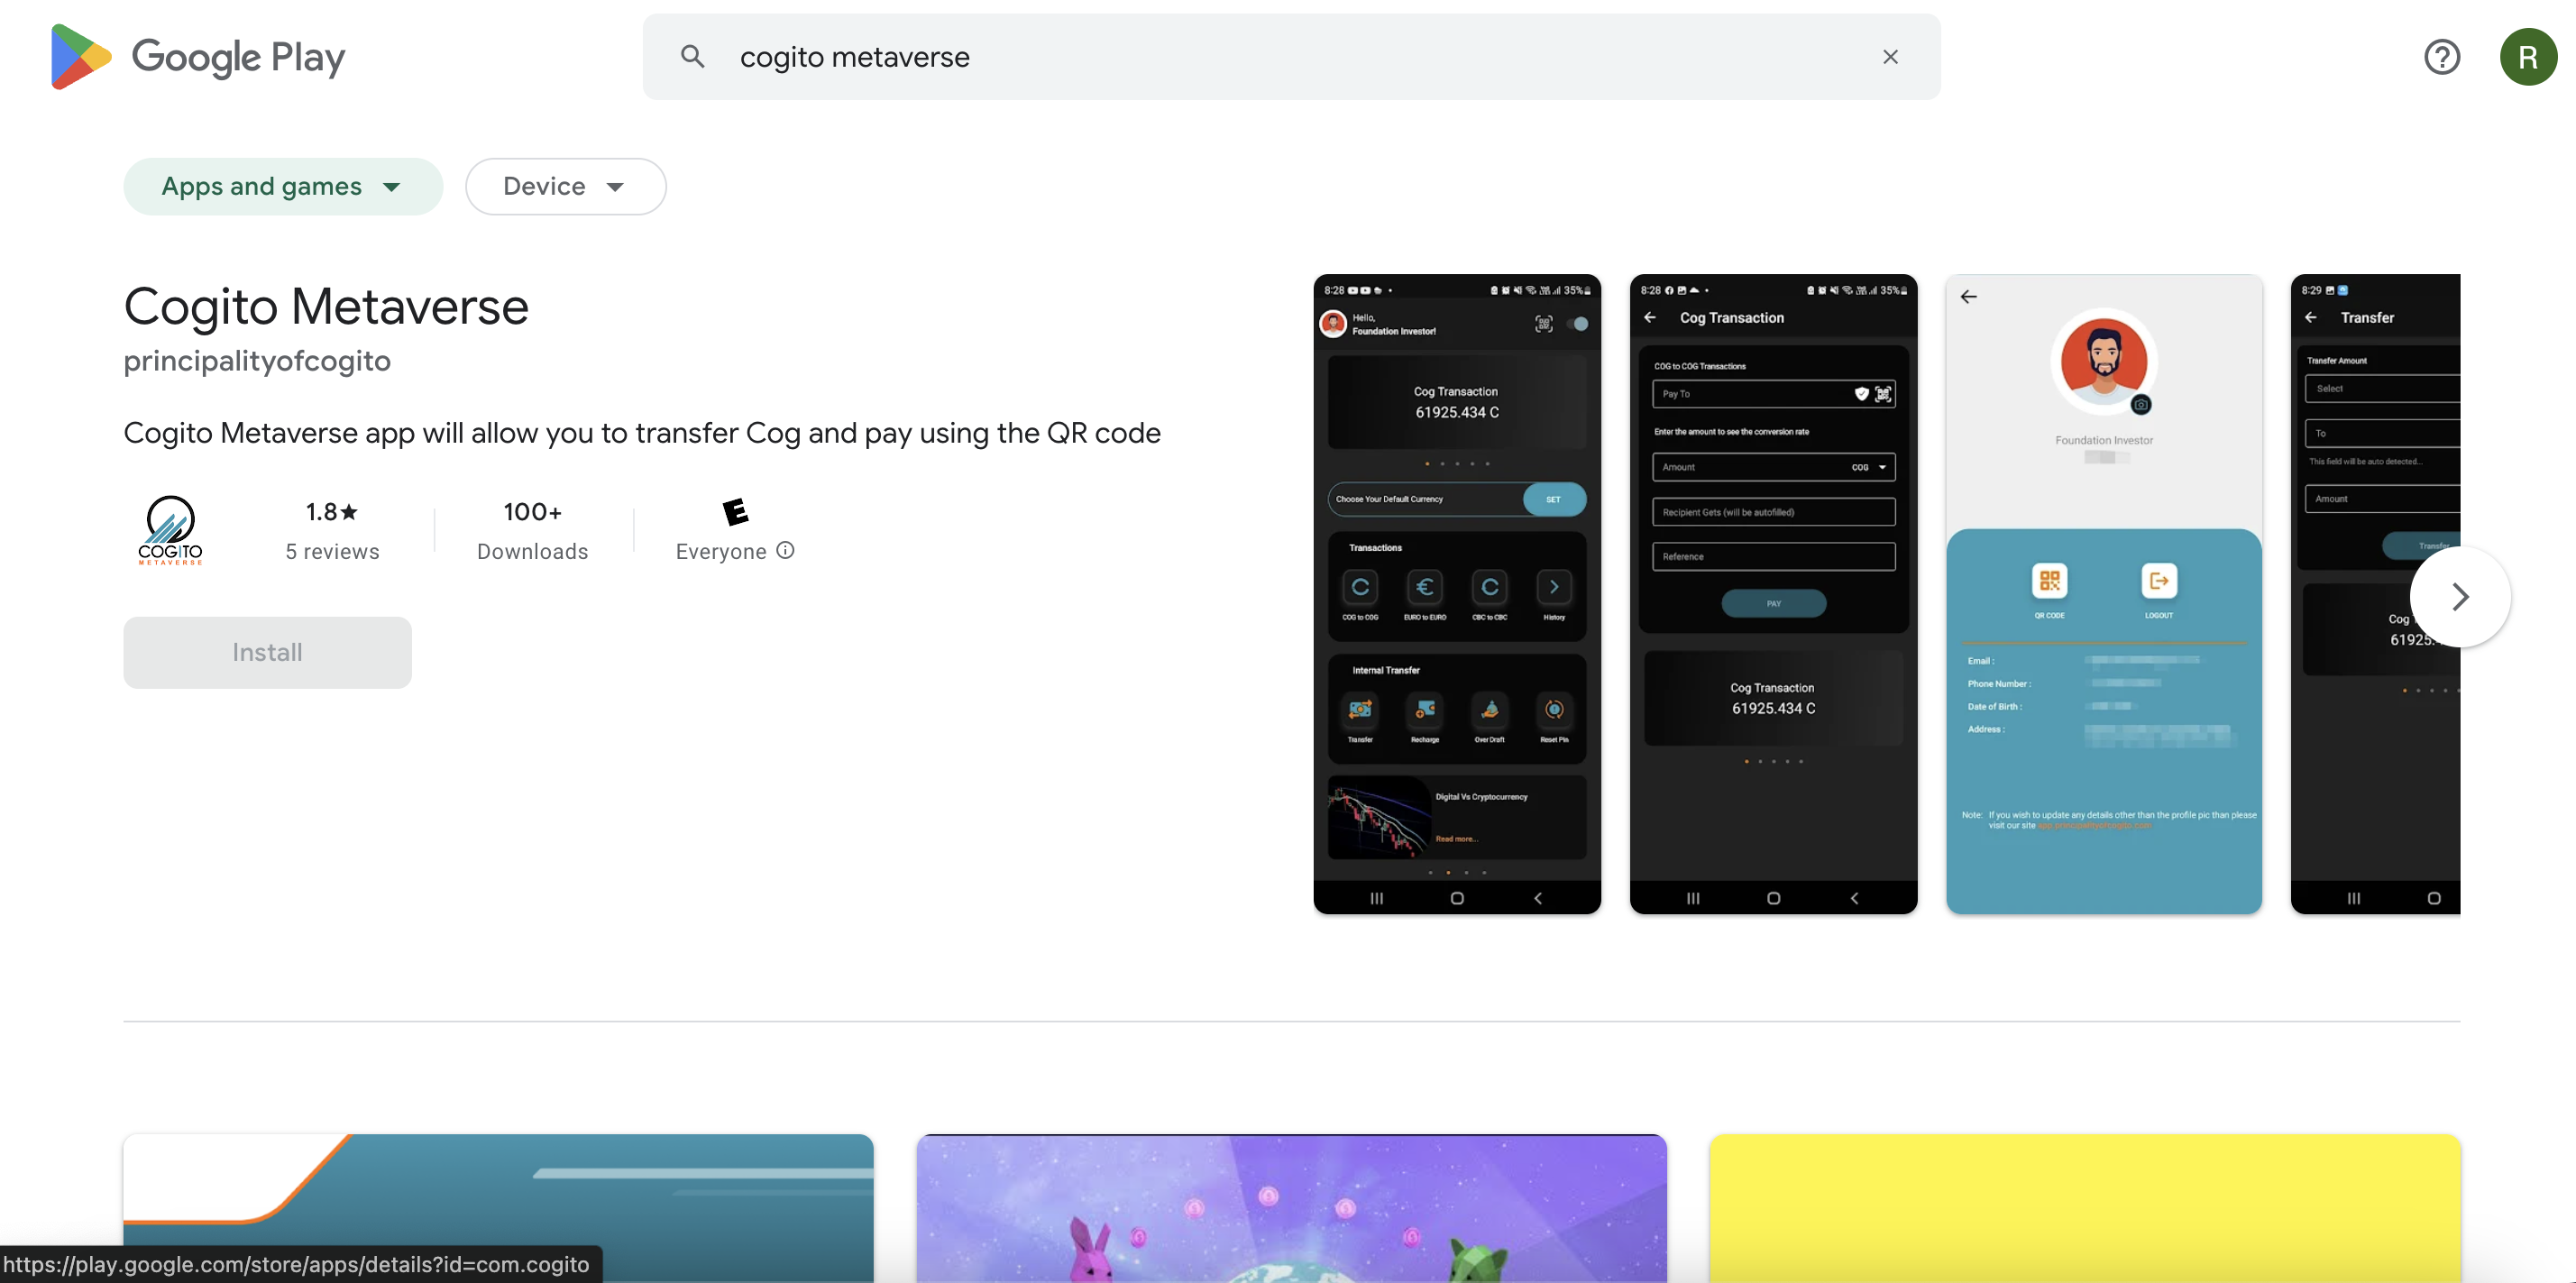 Google Play
cogito metaverse
R
Apps and games
Device
Cogito Metaverse
principalityofcogito
Cogito Metaverse app will allow you to transfer Cog and pay using the QR code
COGITO
METAVERSE
1.8★
5 reviews
100+
Downloads
E
Everyone
Install
8:28
35%
Hello,
Foundation Investor!
Cog Transaction
61925.434 C
Choose Your Default Currency
SET
Transactions
COG to COG
EURO to EURO
CBC to CBC
History
Internal Transfer
Transfer
Recharge
Over Draft
Reset Pin
Digital Vs Cryptocurrency
Read more...
8:28
35%
Cog Transaction
COG to COG Transactions
Pay To
Enter the amount to see the conversion rate
Amount
COG
Recipient Gets (will be autofilled)
Reference
PAY
Cog Transaction
61925.434 C
Foundation Investor
QR CODE
LOGOUT
Email :
Phone Number :
Date of Birth :
Address :
Note: If you wish to update any details other than the profile pic than please
visit our site app.principalityofcogito.com
8:29
Transfer
Transfer Amount
Select
To
This field will be auto detected...
Amount
Transfer
Cog
61925.
https://play.google.com/store/apps/details?id=com.cogito